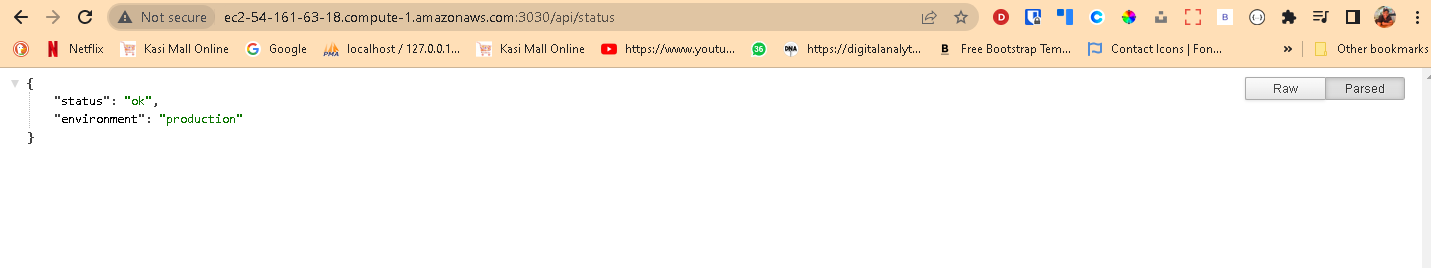 Not secure ec2-54-161-63-18.compute-1.amazonaws.com:3030/api/status
Netflix Kasi Mall Online Google localhost / 127.0.0.1... Kasi Mall Online https://www.youtu... https://digitalanalyt... Free Bootstrap Tem... Contact Icons | Fon... » Other bookmarks
{
"status": "ok",
"environment": "production"
}
Raw Parsed